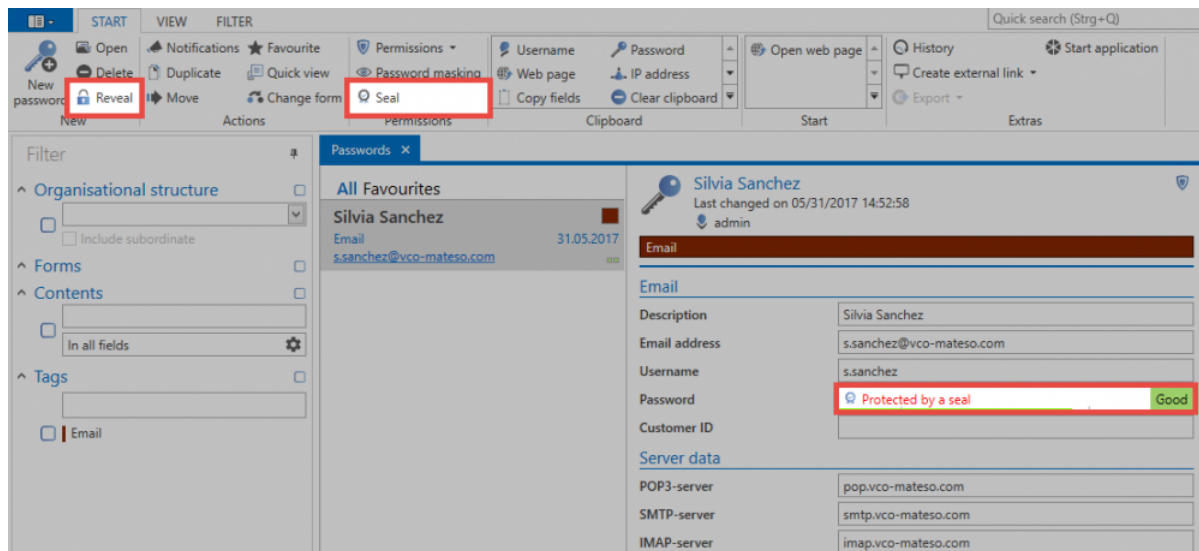 START VIEW FILTER
Quick search (Strg+Q)
Open
Notifications
Favourite
Permissions
Username
Password
Open web page
History
Start application
New password
Delete
Duplicate
Quick view
Password masking
Web page
IP address
Create external link
Reveal
Move
Change form
Seal
Copy fields
Clear clipboard
Export
New
Actions
Permissions
Clipboard
Start
Extras
Filter
Organisational structure
Include subordinate
Forms
Contents
In all fields
Tags
Email
Passwords ×
All Favourites
Silvia Sanchez
Email 31.05.2017
s.sanchez@vco-mateso.com
Silvia Sanchez
Last changed on 05/31/2017 14:52:58
admin
Email
Email
Description Silvia Sanchez
Email address s.sanchez@vco-mateso.com
Username s.sanchez
Password Protected by a seal Good
Customer ID
Server data
POP3-server pop.vco-mateso.com
SMTP-server smtp.vco-mateso.com
IMAP-server imap.vco-mateso.com